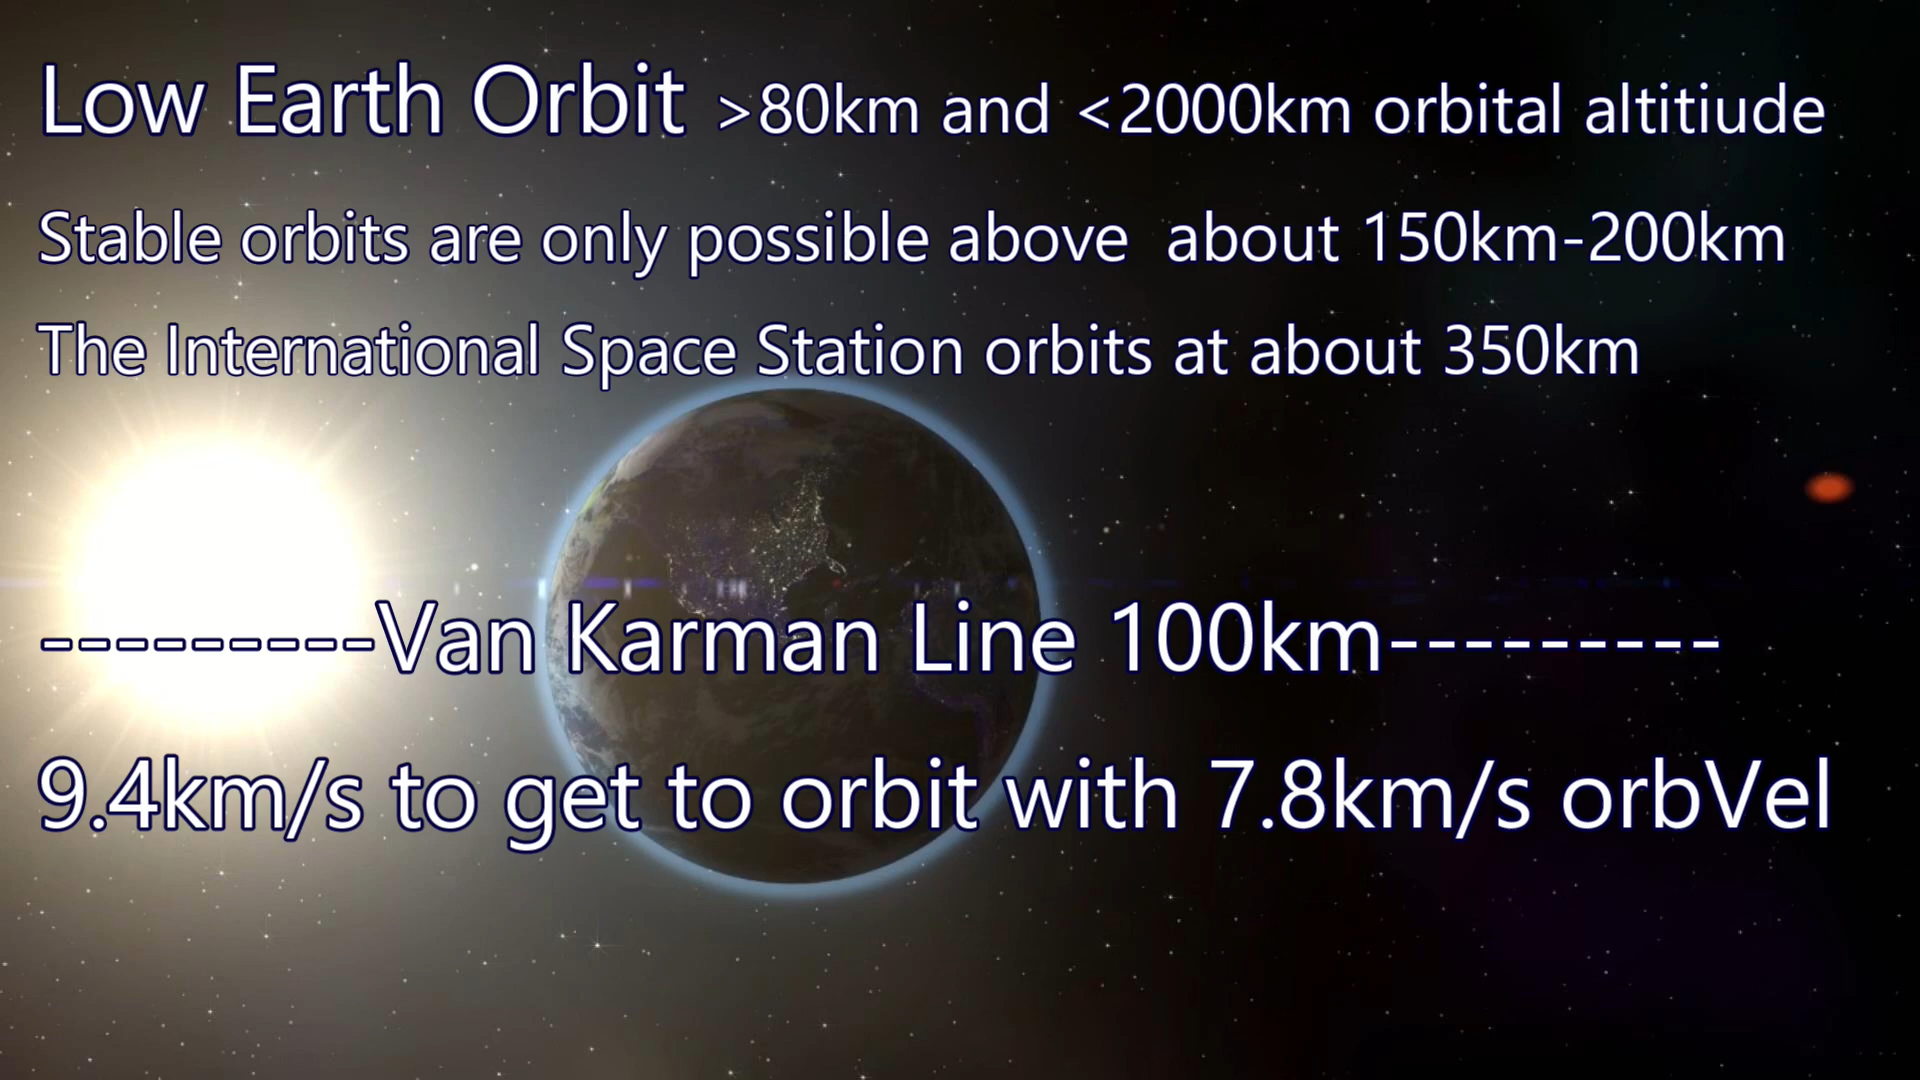 Low Earth Orbit >80km and <2000km orbital altitiude
Stable orbits are only possible above  about 150km-200km
The International Space Station orbits at about 350km
---------Van Karman Line 100km---------
9.4km/s to get to orbit with 7.8km/s orbVel